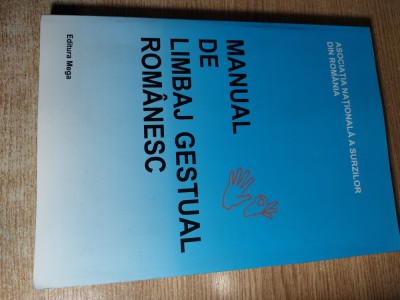 ASOCIAȚIA NAȚIONALĂ A SURZILOR
DIN ROMÂNIA
MANUAL
DE
LIMBAJ GESTUAL
ROMÂNESC
Editura Mega